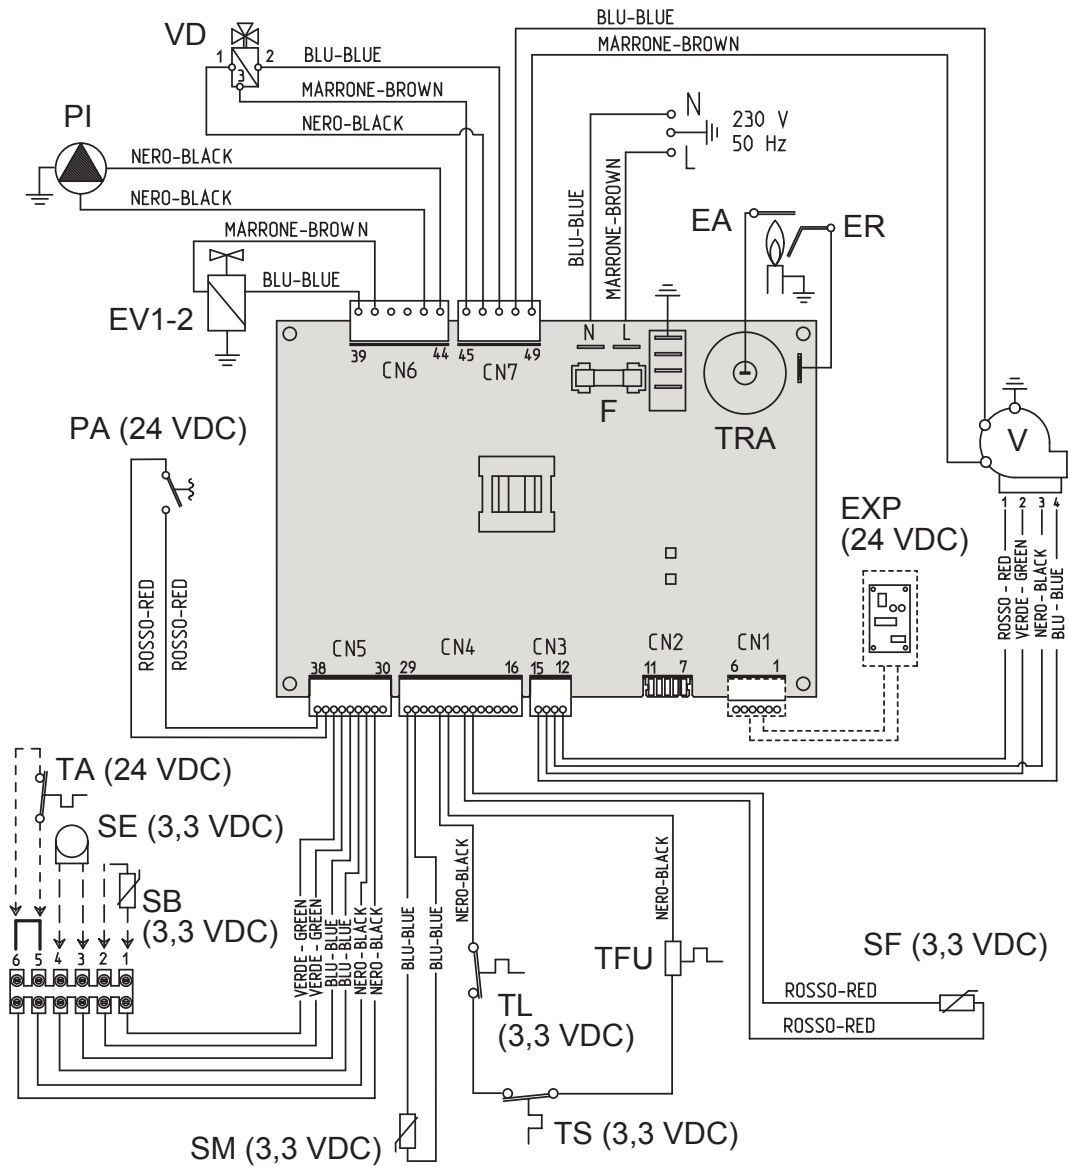 BLU-BLUE
MARRONE-BROWN
VD
1
2
3
BLU-BLUE
MARRONE-BROWN
NERO-BLACK
PI
NERO-BLACK
NERO-BLACK
MARRONE-BROWN
BLU-BLUE
EV1-2
N
230 V
50 Hz
L
BLU-BLUE
MARRONE-BROWN
EA
ER
N
L
39
44
45
49
CN6
CN7
F
TRA
V
1
2
3
4
PA (24 VDC)
EXP
(24 VDC)
ROSSO-RED
ROSSO-RED
ROSSO - RED
VERDE - GREEN
NERO - BLACK
BLU - BLUE
CN5
CN4
CN3
CN2
CN1
38
30
29
16
15
12
11
7
6
1
TA (24 VDC)
SE (3,3 VDC)
SB
(3,3 VDC)
6
5
4
3
2
1
VERDE - GREEN
VERDE - GREEN
BLU-BLUE
BLU-BLUE
NERO-BLACK
NERO-BLACK
BLU-BLUE
BLU-BLUE
NERO-BLACK
NERO-BLACK
TL
(3,3 VDC)
TFU
SF (3,3 VDC)
ROSSO-RED
ROSSO-RED
SM (3,3 VDC)
TS (3,3 VDC)